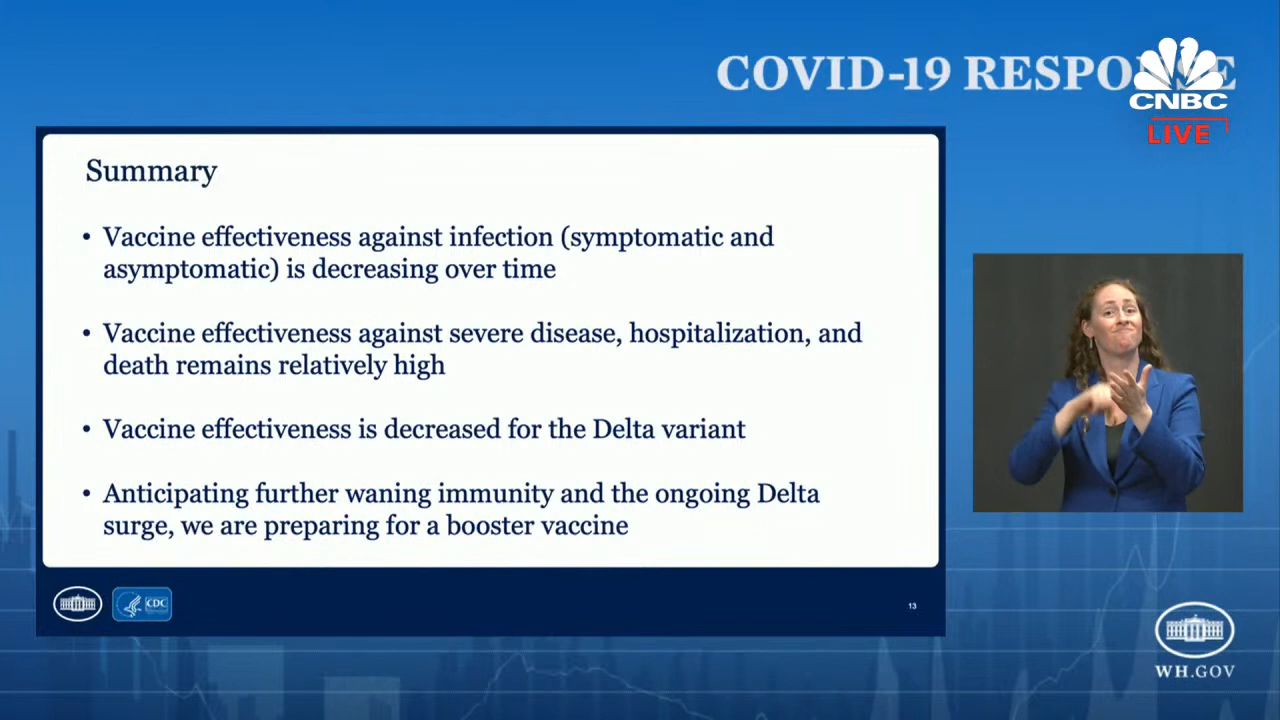 COVID-19 RESPONSE
CNBC
LIVE
Summary
• Vaccine effectiveness against infection (symptomatic and
asymptomatic) is decreasing over time
• Vaccine effectiveness against severe disease, hospitalization, and
death remains relatively high
• Vaccine effectiveness is decreased for the Delta variant
• Anticipating further waning immunity and the ongoing Delta
surge, we are preparing for a booster vaccine
CDC
13
WH.GOV